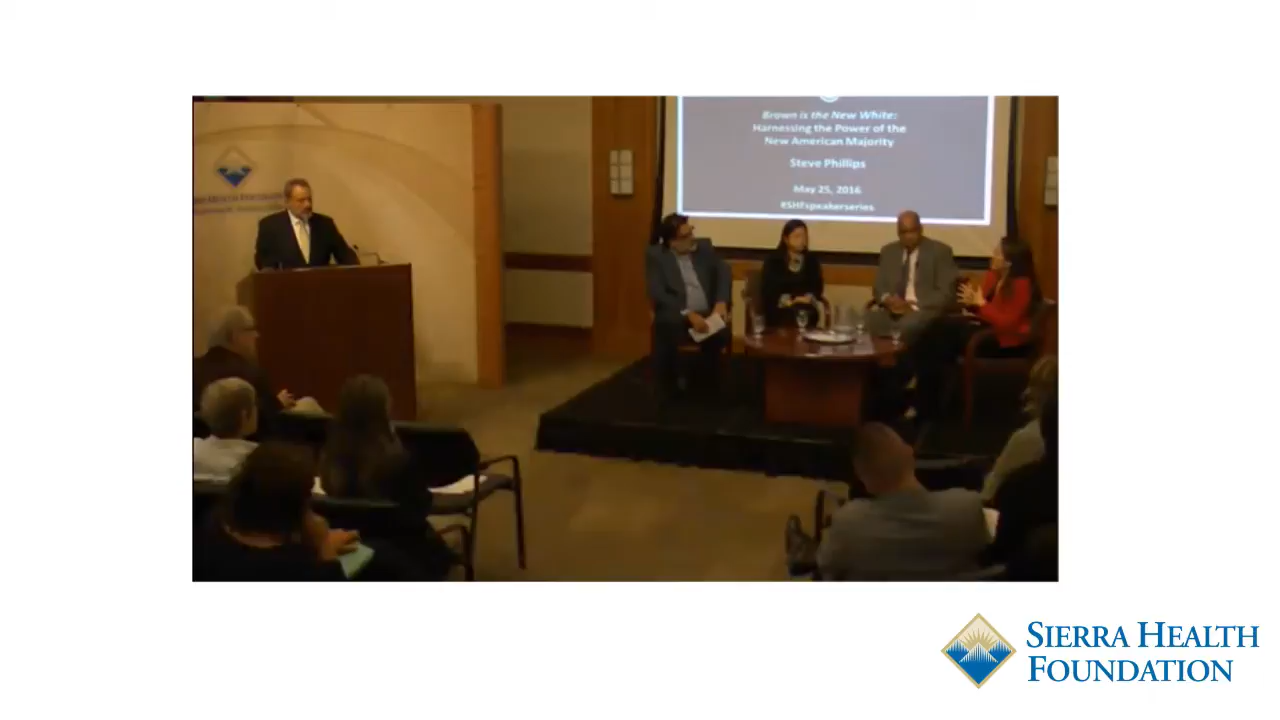 Brown is the New White:
Harnessing the Power of the
New American Majority
Steve Phillips
May 25, 2016
#SHFspeakerseries
SIERRA HEALTH
FOUNDATION